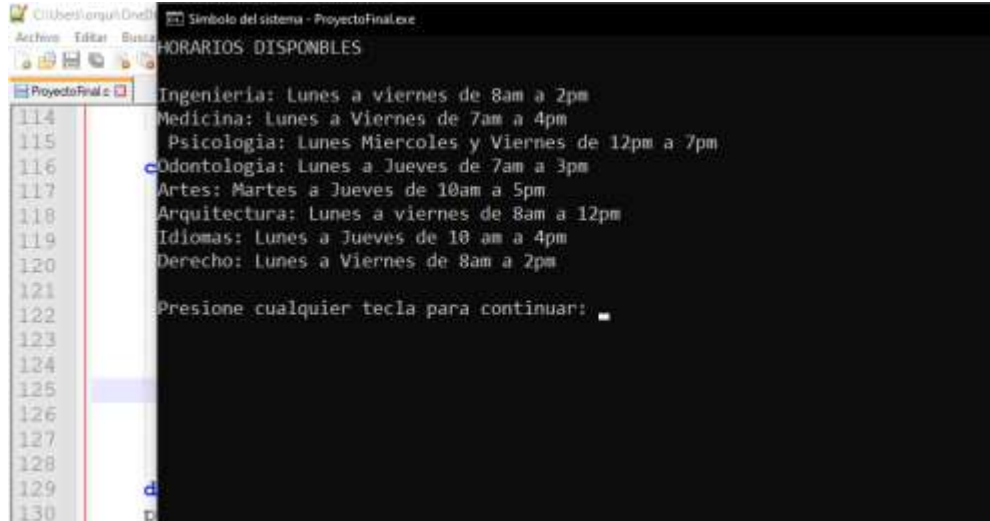 Archivo Editar Busca
ProyectoFinal.c
Símbolo del sistema - ProyectoFinal.exe
HORARIOS DISPONBLES
Ingenieria: Lunes a viernes de 8am a 2pm
Medicina: Lunes a Viernes de 7am a 4pm
Psicologia: Lunes Miercoles y Viernes de 12pm a 7pm
Odontologia: Lunes a Jueves de 7am a 3pm
Artes: Martes a Jueves de 10am a 5pm
Arquitectura: Lunes a viernes de 8am a 12pm
Idiomas: Lunes a Jueves de 10 am a 4pm
Derecho: Lunes a Viernes de 8am a 2pm
Presione cualquier tecla para continuar:
114
115
116 c
117
118
119
120
121
122
123
124
125
126
127
128
129 d
130 p